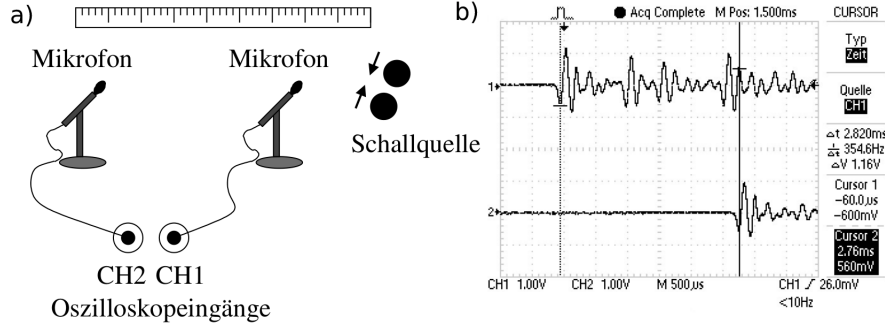 a)
Mikrofon
Mikrofon
Schallquelle
CH2 CH1
Oszilloskopeingänge
b)
Acq Complete M Pos: 1.500ms CURSOR
Typ
Zeit
Quelle
CH1
Δt 2.820ms
1/Δt 354.6Hz
ΔV 1.16V
Cursor 1
-60.0µs
-600mV
Cursor 2
2.76ms
560mV
1
2
CH1 1.00V CH2 1.00V M 500µs CH1 26.0mV
<10Hz